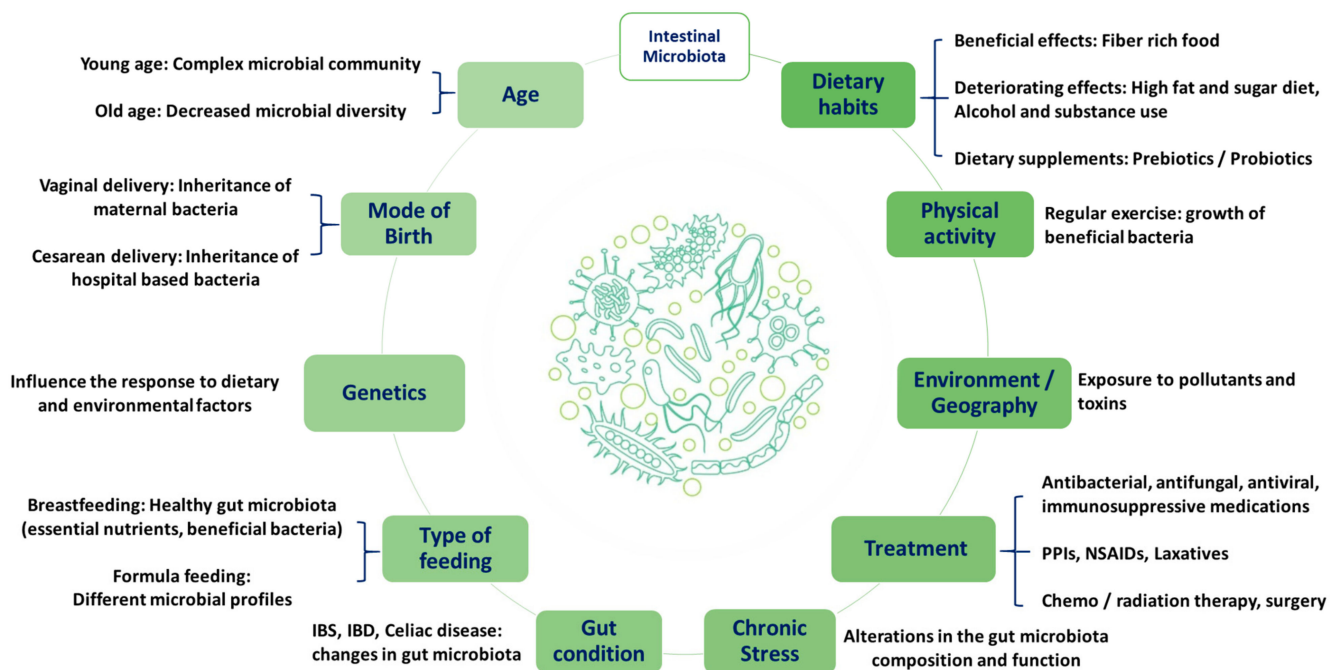 Intestinal
Microbiota
Dietary
habits
Beneficial effects: Fiber rich food
Deteriorating effects: High fat and sugar diet,
Alcohol and substance use
Dietary supplements: Prebiotics / Probiotics
Physical
activity
Regular exercise: growth of
beneficial bacteria
Environment /
Geography
Exposure to pollutants and
toxins
Treatment
Antibacterial, antifungal, antiviral,
immunosuppressive medications
PPIs, NSAIDs, Laxatives
Chemo / radiation therapy, surgery
Chronic
Stress
Alterations in the gut microbiota
composition and function
Gut
condition
IBS, IBD, Celiac disease:
changes in gut microbiota
Type of
feeding
Breastfeeding: Healthy gut microbiota
(essential nutrients, beneficial bacteria)
Formula feeding:
Different microbial profiles
Genetics
Influence the response to dietary
and environmental factors
Mode of
Birth
Vaginal delivery: Inheritance of
maternal bacteria
Cesarean delivery: Inheritance of
hospital based bacteria
Age
Young age: Complex microbial community
Old age: Decreased microbial diversity